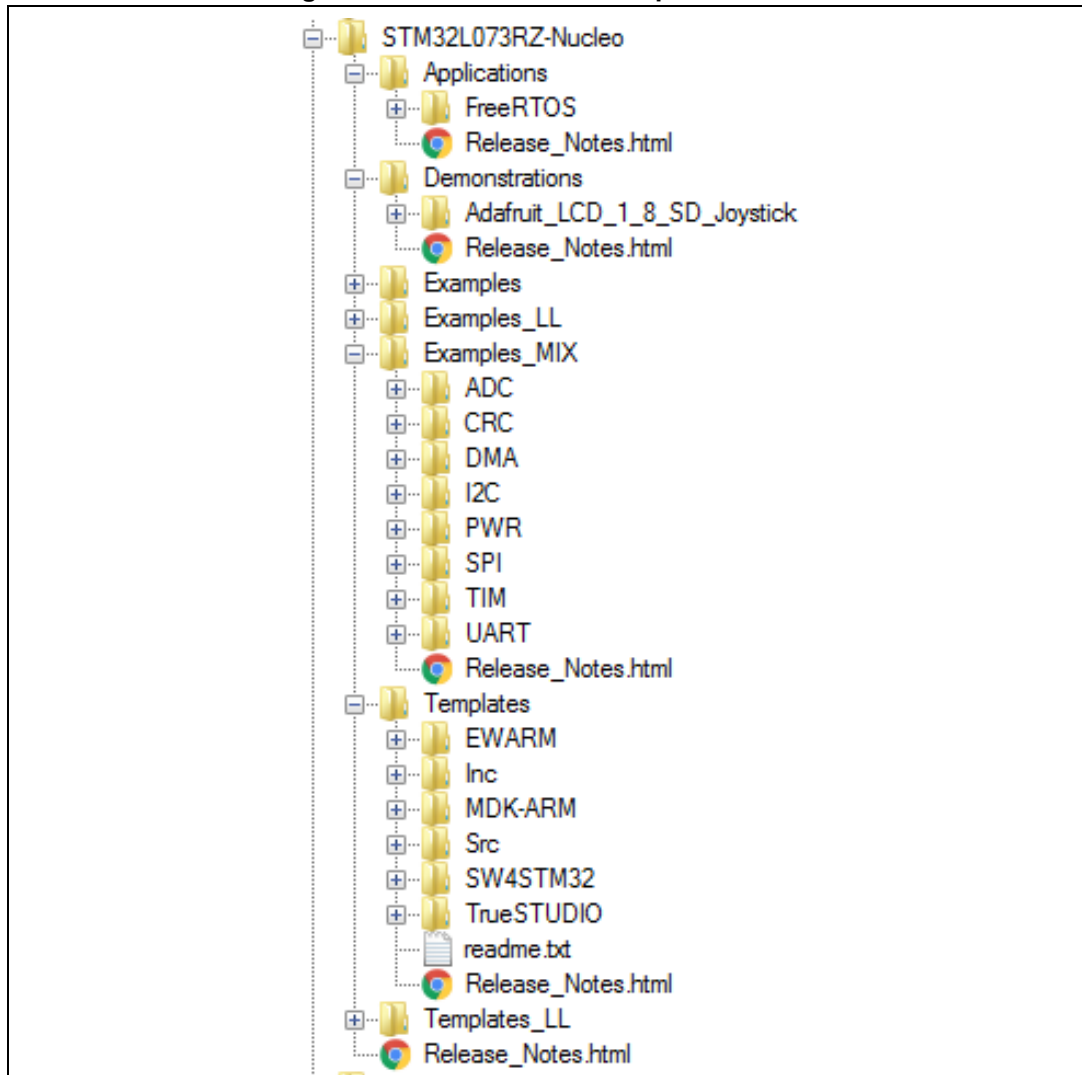 STM32L073RZ-Nucleo
Applications
FreeRTOS
Release_Notes.html
Demonstrations
Adafruit_LCD_1_8_SD_Joystick
Release_Notes.html
Examples
Examples_LL
Examples_MIX
ADC
CRC
DMA
I2C
PWR
SPI
TIM
UART
Release_Notes.html
Templates
EWARM
Inc
MDK-ARM
Src
SW4STM32
TrueSTUDIO
readme.txt
Release_Notes.html
Templates_LL
Release_Notes.html